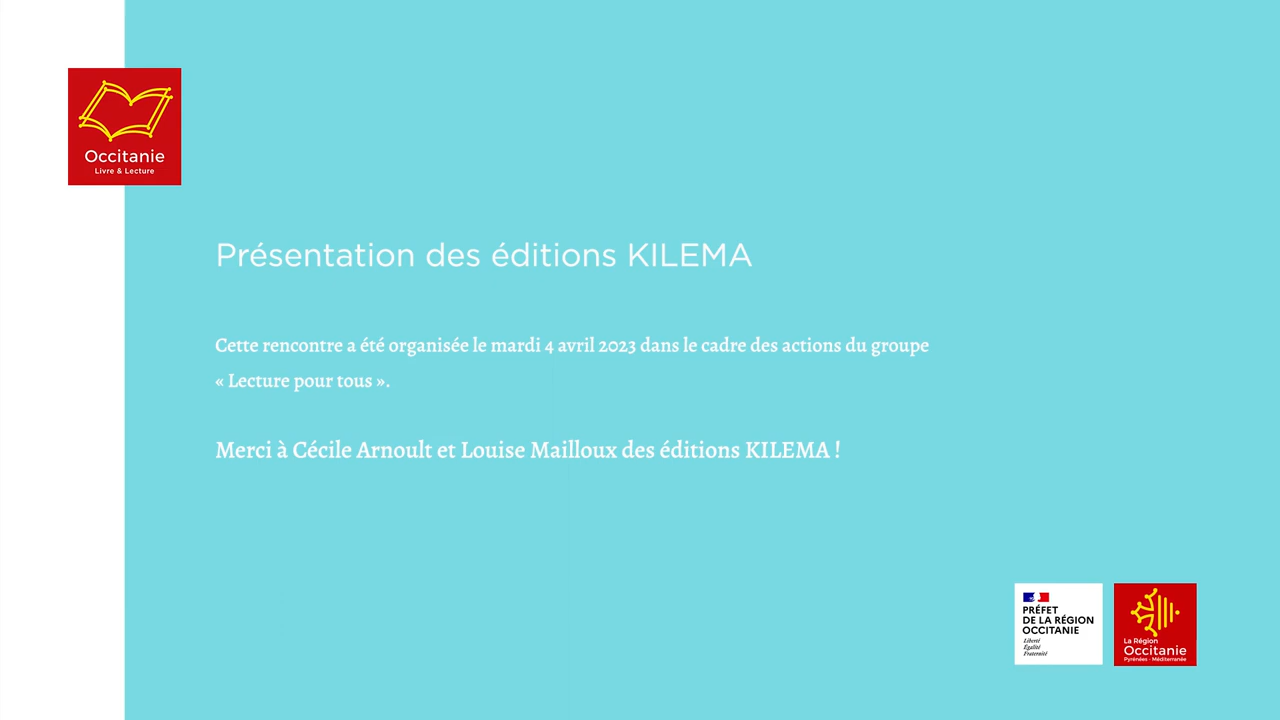 Occitanie
Livre & Lecture
Présentation des éditions KILEMA
Cette rencontre a été organisée le mardi 4 avril 2023 dans le cadre des actions du groupe
« Lecture pour tous ».
Merci à Cécile Arnoult et Louise Mailloux des éditions KILEMA !
PRÉFET
DE LA RÉGION
OCCITANIE
Liberté
Égalité
Fraternité
La Région
Occitanie
Pyrénées - Méditerranée